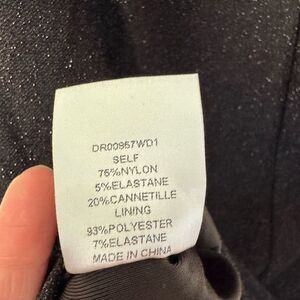 DR00957WD1
SELF
75%NYLON
5%ELASTANE
20%CANNETILLE
LINING
93%POLYESTER
7%ELASTANE
MADE IN CHINA